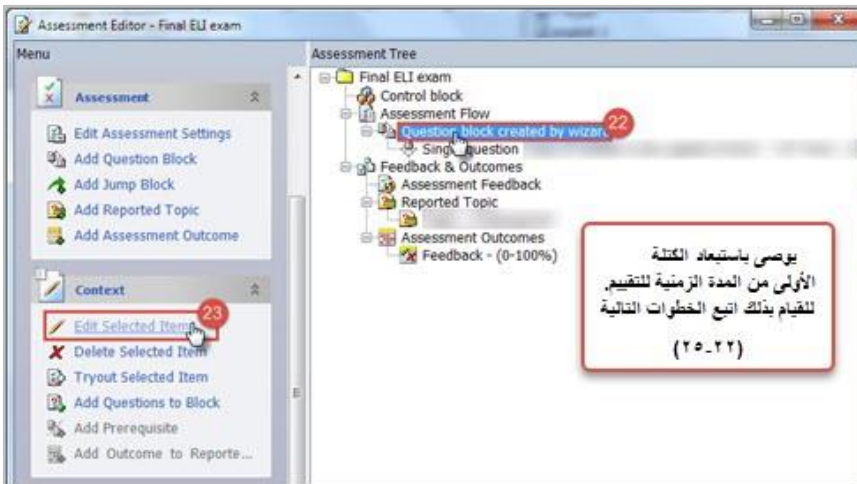 Assessment Editor - Final ELI exam
Menu
Assessment
Edit Assessment Settings
Add Question Block
Add Jump Block
Add Reported Topic
Add Assessment Outcome
Context
Edit Selected Item
23
Delete Selected Item
Tryout Selected Item
Add Questions to Block
Add Prerequisite
Add Outcome to Reporte...
Assessment Tree
Final ELI exam
Control block
Assessment Flow
Question block created by wizard
22
Single question
Feedback & Outcomes
Assessment Feedback
Reported Topic
Assessment Outcomes
Feedback - (0-100%)
يوصى باستبعاد الكتلة
الأولى من المدة الزمنية للتقييم.
للقيام بذلك اتبع الخطوات التالية
(٢٢-٢٥)